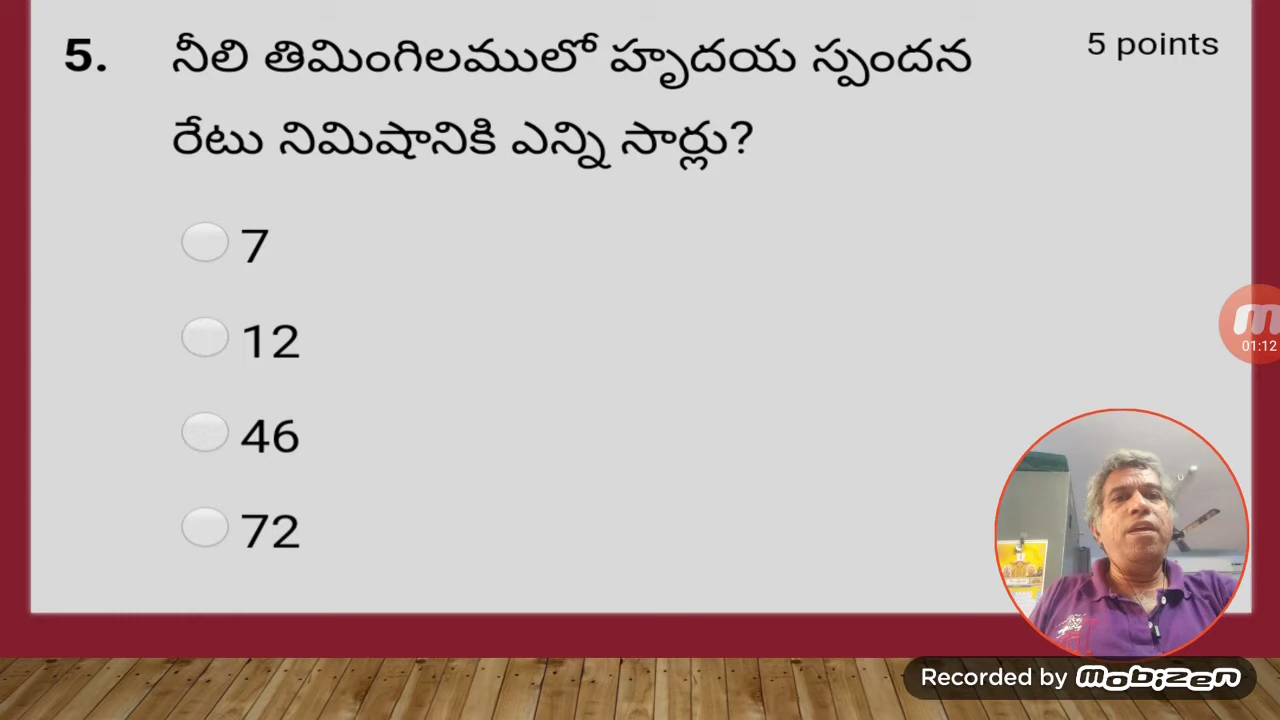 5. నీలి తిమింగిలములో హృదయ స్పందన 5 points
రేటు నిమిషానికి ఎన్ని సార్లు?
7
12
46
72
m
01:12
Recorded by mobizen